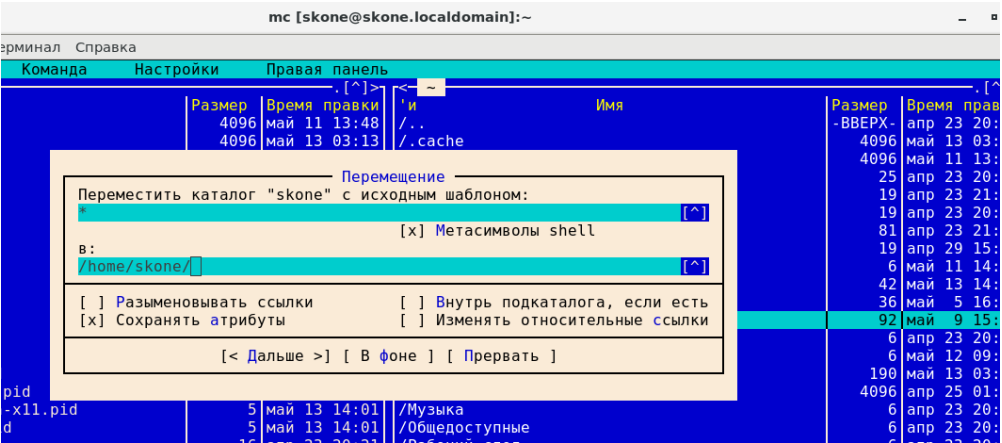 mc [skone@skone.localdomain]:~
ерминал Справка
Команда Настройки Правая панель
.[^]> <- ~ .[^
Размер Время правки 'и Имя Размер Время прав
4096 май 11 13:48 /.. -ВВЕРХ- апр 23 20:
4096 май 13 03:13 /.cache 4096 май 13 03:
4096 май 11 13:
Перемещение 25 апр 23 20:
Переместить каталог "skone" с исходным шаблоном: 19 апр 23 21:
* [^] 19 апр 23 20:
[x] Метасимволы shell 81 апр 23 21:
в: 19 апр 29 15:
/home/skone/ [^] 6 май 11 14:
42 май 13 14:
[ ] Разыменовывать ссылки [ ] Внутрь подкаталога, если есть 36 май 5 16:
[x] Сохранять атрибуты [ ] Изменять относительные ссылки 92 май 9 15:
6 апр 23 20:
[< Дальше >] [ В фоне ] [ Прервать ] 6 май 12 09:
190 май 13 03:
pid 4096 апр 25 01:
-x11.pid 5 май 13 14:01 /Музыка 6 апр 23 20:
d 5 май 13 14:01 /Общедоступные 6 апр 23 20: